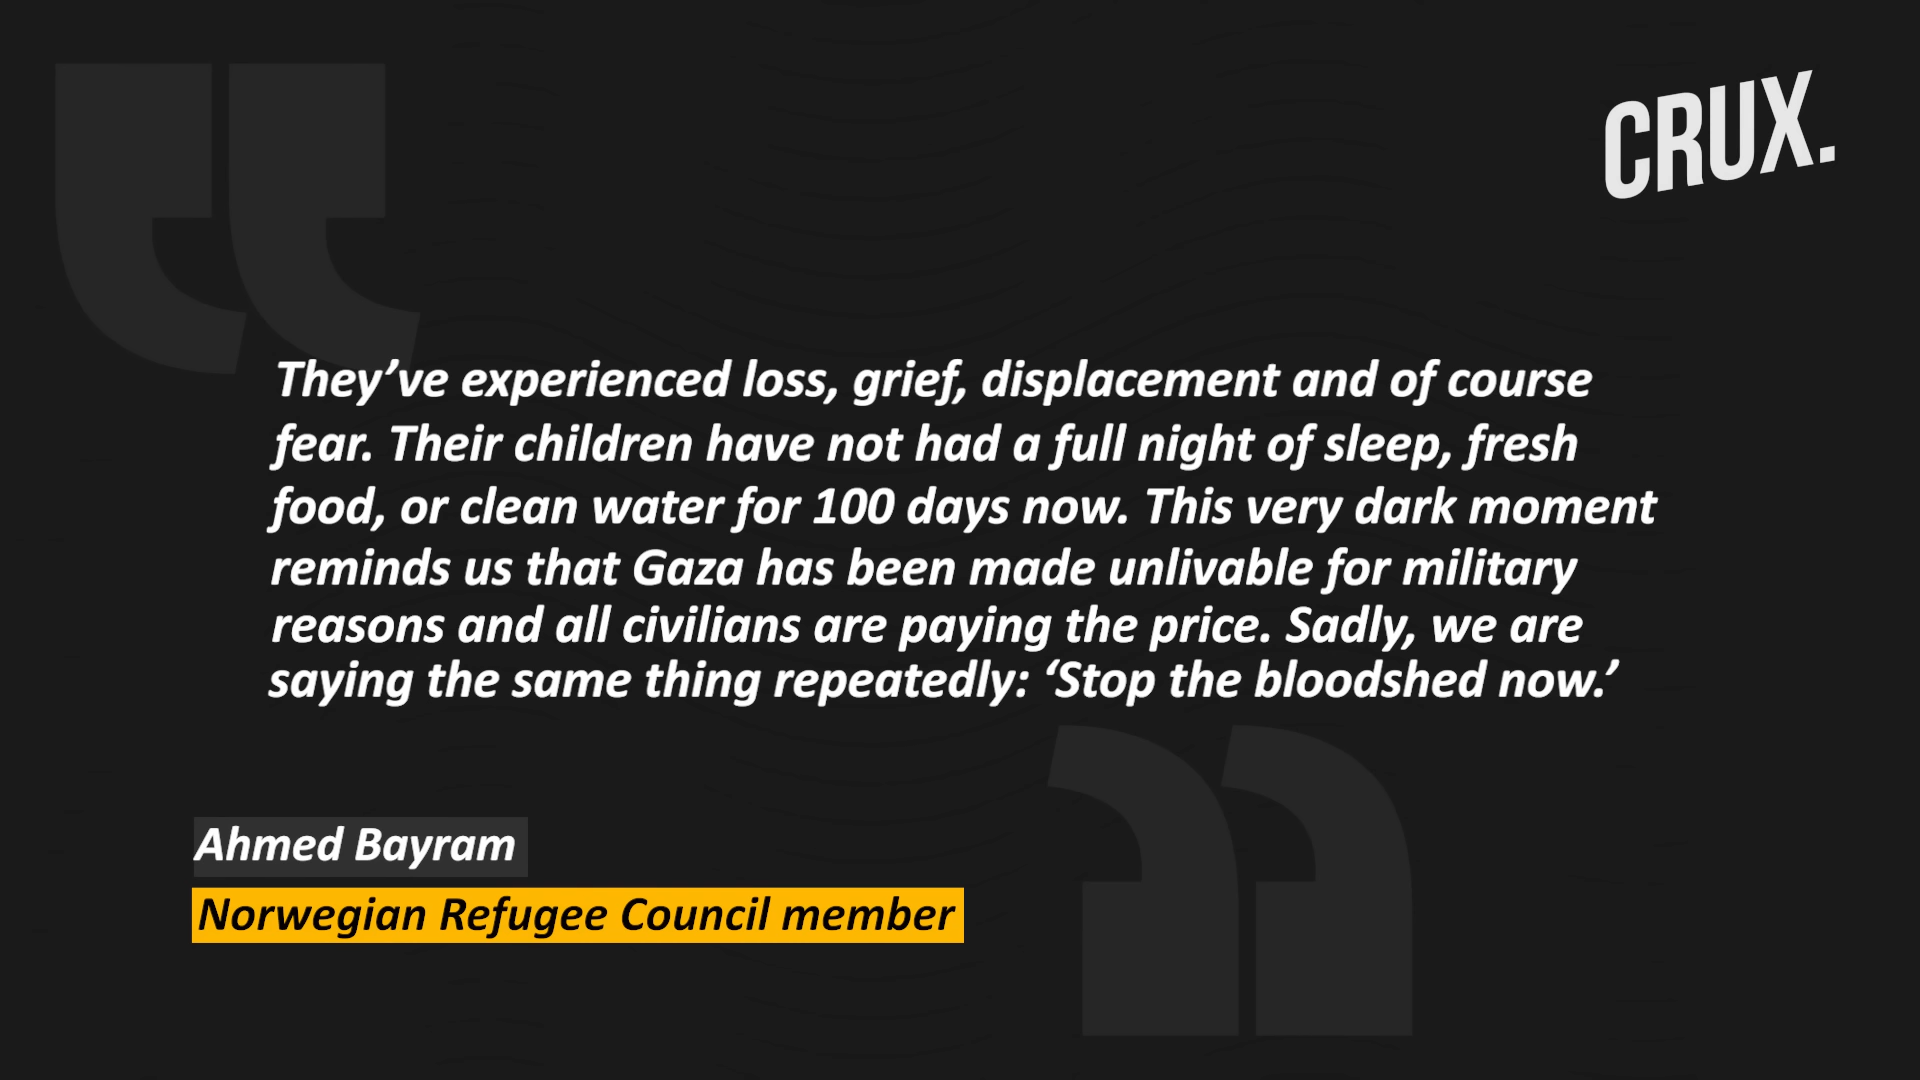 CRUX.
They’ve experienced loss, grief, displacement and of course
fear. Their children have not had a full night of sleep, fresh
food, or clean water for 100 days now. This very dark moment
reminds us that Gaza has been made unlivable for military
reasons and all civilians are paying the price. Sadly, we are
saying the same thing repeatedly: ‘Stop the bloodshed now.’
Ahmed Bayram
Norwegian Refugee Council member